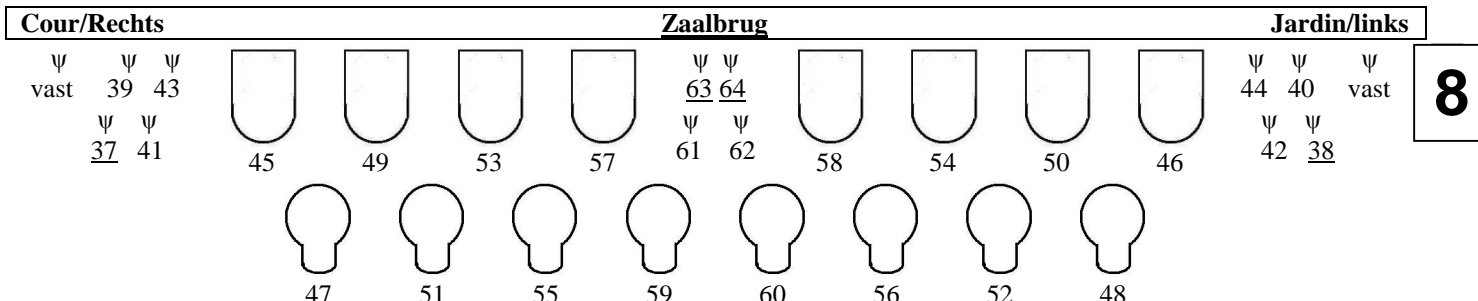 Cour/Rechts Zaalbrug Jardin/links
ψ ψ ψ ψ ψ ψ ψ ψ
vast 39 43 63 64 44 40 vast 8
ψ ψ ψ ψ ψ ψ
37 41 61 62 42 38
45 49 53 57 58 54 50 46
47 51 55 59 60 56 52 48